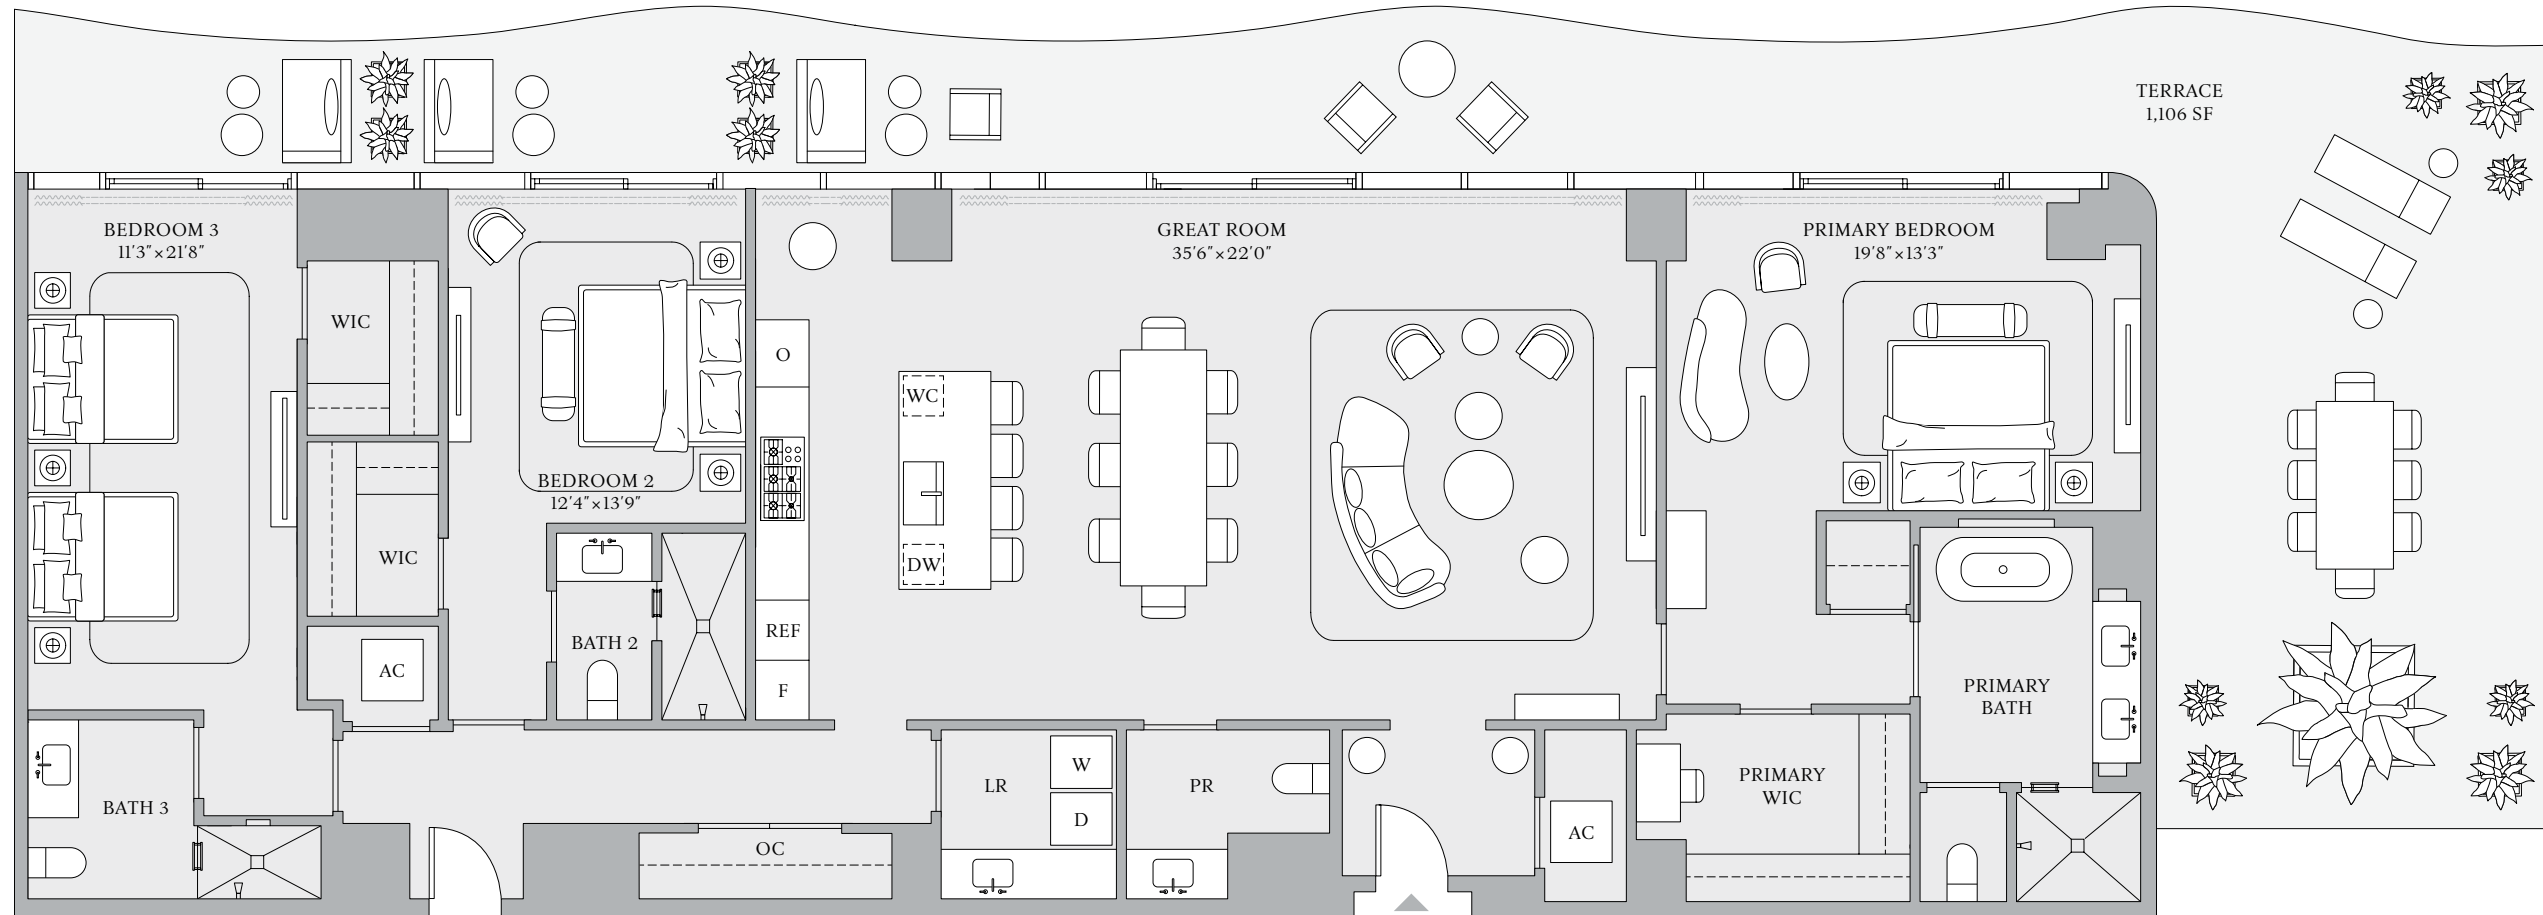 TERRACE
1,106 SF
BEDROOM 3
11'3"×21'8"
GREAT ROOM
35'6"×22'0"
PRIMARY BEDROOM
19'8"×13'3"
WIC
O
WC
BEDROOM 2
12'4"×13'9"
WIC
DW
REF
BATH 2
AC
F
PRIMARY
BATH
W
LR
PR
PRIMARY
WIC
BATH 3
D
AC
OC